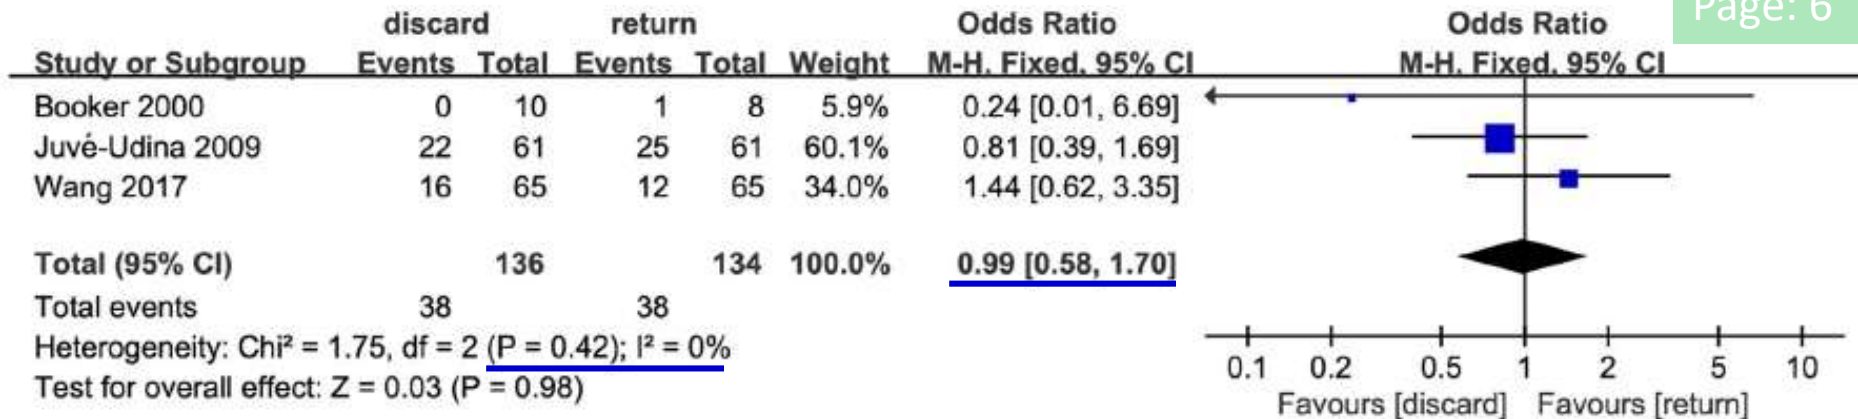 Page: 6
discard return Odds Ratio Odds Ratio
Study or Subgroup Events Total Events Total Weight M-H. Fixed. 95% CI M-H. Fixed. 95% CI
Booker 2000 0 10 1 8 5.9% 0.24 [0.01, 6.69]
Juvé-Udina 2009 22 61 25 61 60.1% 0.81 [0.39, 1.69]
Wang 2017 16 65 12 65 34.0% 1.44 [0.62, 3.35]
Total (95% CI) 136 134 100.0% 0.99 [0.58, 1.70]
Total events 38 38
Heterogeneity: Chi² = 1.75, df = 2 (P = 0.42); I² = 0%
Test for overall effect: Z = 0.03 (P = 0.98)
0.1 0.2 0.5 1 2 5 10
Favours [discard] Favours [return]